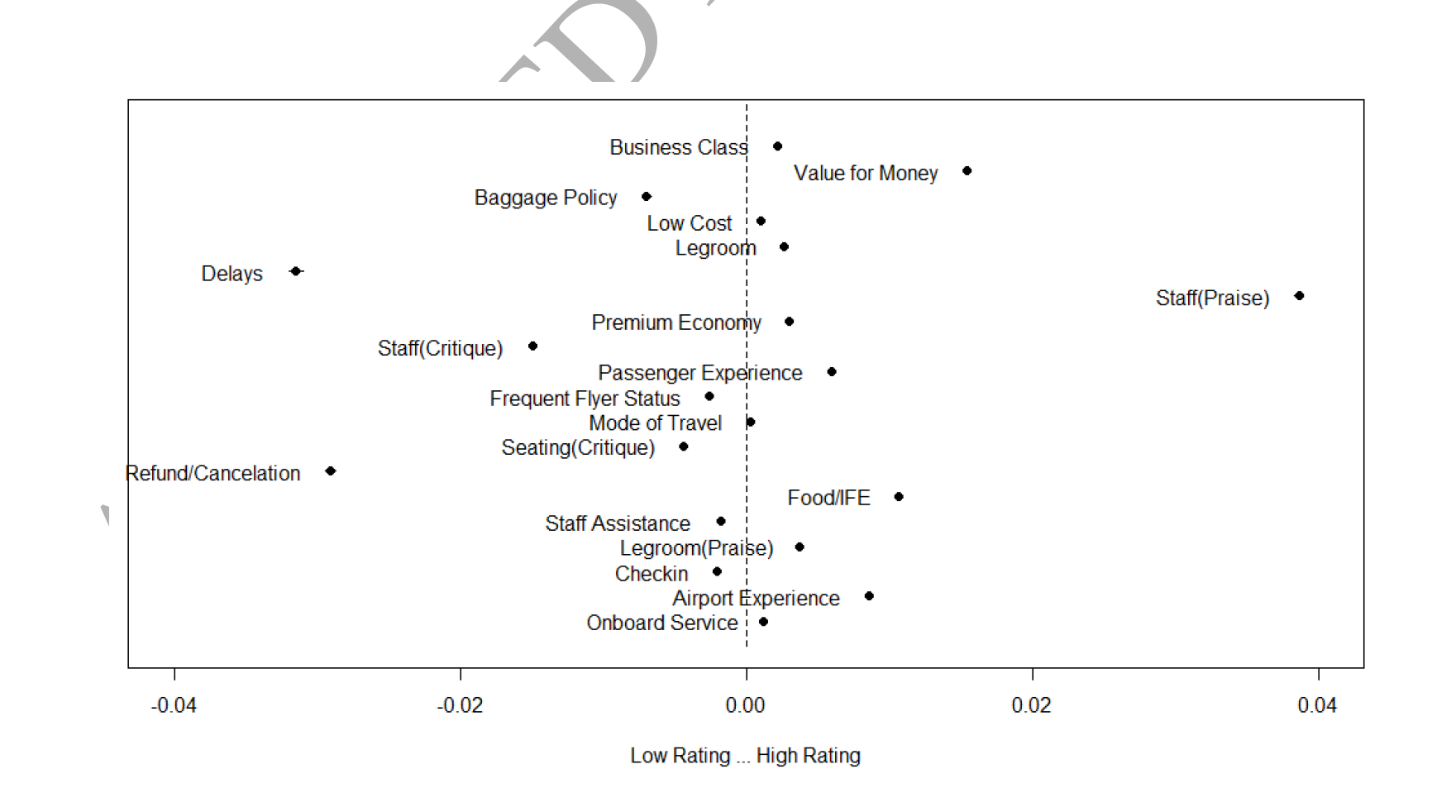 Business Class
Value for Money
Baggage Policy
Low Cost
Legroom
Delays
Staff(Praise)
Premium Economy
Staff(Critique)
Passenger Experience
Frequent Flyer Status
Mode of Travel
Seating(Critique)
Refund/Cancelation
Food/IFE
Staff Assistance
Legroom(Praise)
Checkin
Airport Experience
Onboard Service
-0.04 -0.02 0.00 0.02 0.04
Low Rating ... High Rating